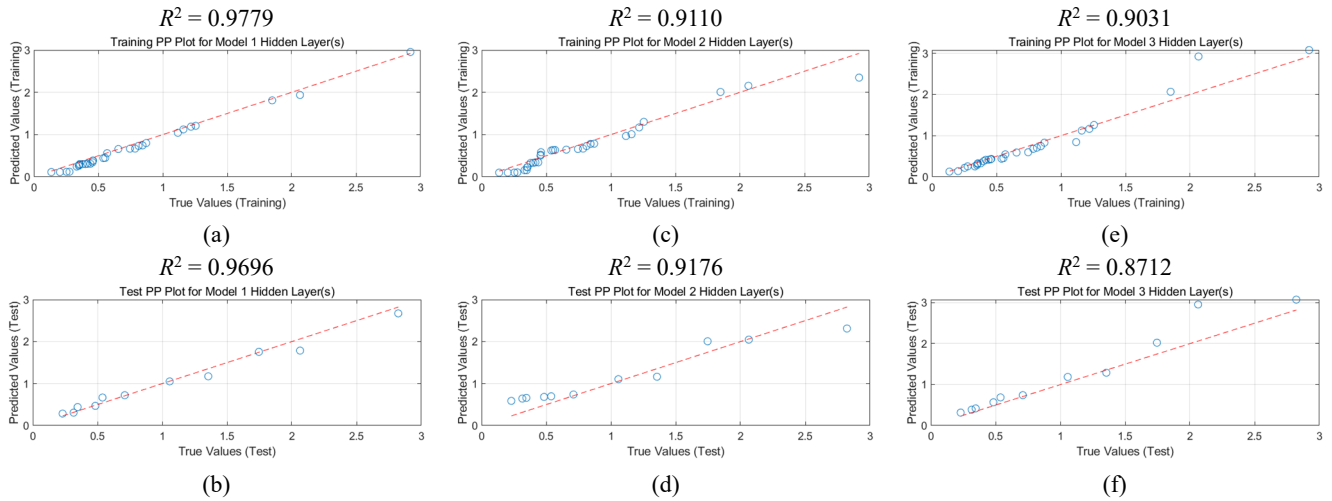 R² = 0.9779
Training PP Plot for Model 1 Hidden Layer(s)
Predicted Values (Training)
3
2
1
0
0 0.5 1 1.5 2 2.5 3
True Values (Training)
(a)
R² = 0.9110
Training PP Plot for Model 2 Hidden Layer(s)
Predicted Values (Training)
3
2
1
0
0 0.5 1 1.5 2 2.5 3
True Values (Training)
(c)
R² = 0.9031
Training PP Plot for Model 3 Hidden Layer(s)
Predicted Values (Training)
3
2
1
0
0 0.5 1 1.5 2 2.5 3
True Values (Training)
(e)
R² = 0.9696
Test PP Plot for Model 1 Hidden Layer(s)
Predicted Values (Test)
3
2
1
0
0 0.5 1 1.5 2 2.5 3
True Values (Test)
(b)
R² = 0.9176
Test PP Plot for Model 2 Hidden Layer(s)
Predicted Values (Test)
3
2
1
0
0 0.5 1 1.5 2 2.5 3
True Values (Test)
(d)
R² = 0.8712
Test PP Plot for Model 3 Hidden Layer(s)
Predicted Values (Test)
3
2
1
0
0 0.5 1 1.5 2 2.5 3
True Values (Test)
(f)